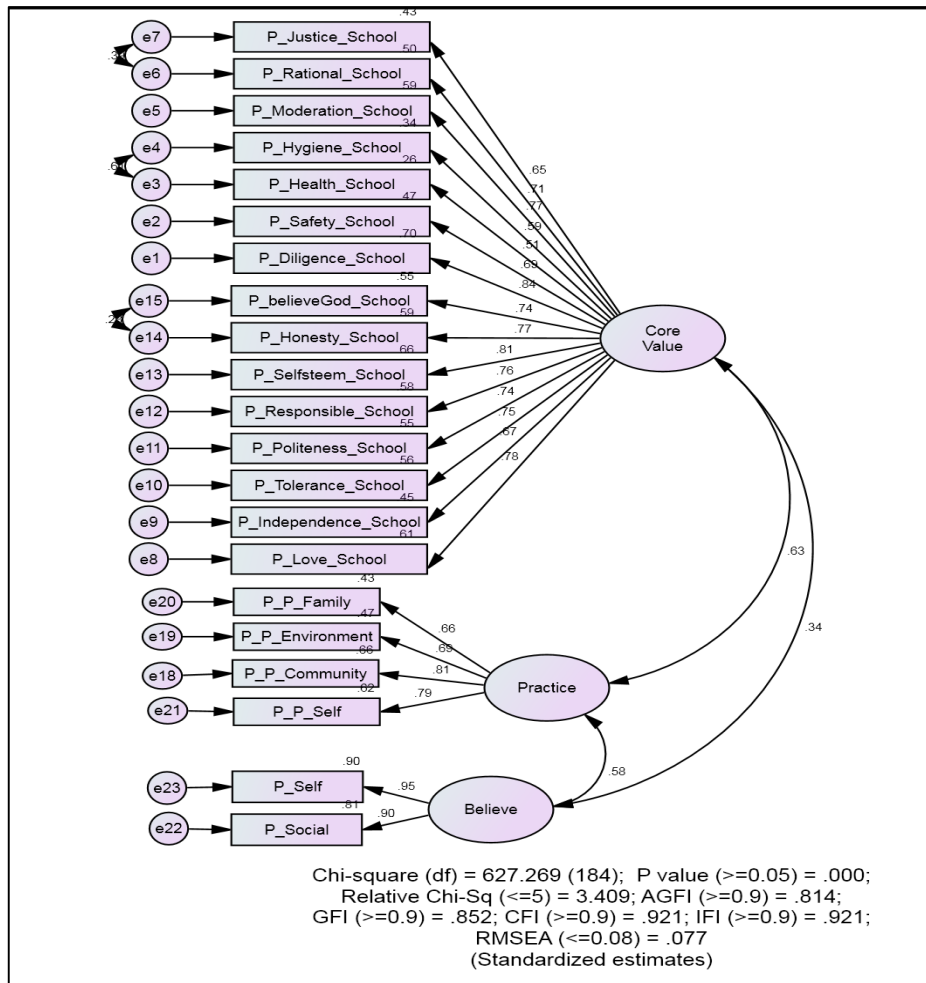 .43
e7 P_Justice_School
.50
e6 P_Rational_School
.59
e5 P_Moderation_School
.34
e4 P_Hygiene_School
.26
e3 P_Health_School
.47
e2 P_Safety_School
.70
e1 P_Diligence_School
.55
e15 P_believeGod_School
.59
e14 P_Honesty_School
.66
e13 P_Selfsteem_School
.58
e12 P_Responsible_School
.55
e11 P_Politeness_School
.56
e10 P_Tolerance_School
.45
e9 P_Independence_School
.61
e8 P_Love_School
.65
.71
.77
.59
.51
.69
.84
.74
.77
.81
.76
.74
.75
.67
.78
Core
Value
.63
.34
.43
e20 P_P_Family
.47
e19 P_P_Environment
.66
e18 P_P_Community
.62
e21 P_P_Self
.66
.69
.81
.79
Practice
.58
.90
e23 P_Self
.81
e22 P_Social
.95
.90
Believe
Chi-square (df) = 627.269 (184); P value (>=0.05) = .000;
Relative Chi-Sq (<=5) = 3.409; AGFI (>=0.9) = .814;
GFI (>=0.9) = .852; CFI (>=0.9) = .921; IFI (>=0.9) = .921;
RMSEA (<=0.08) = .077
(Standardized estimates)